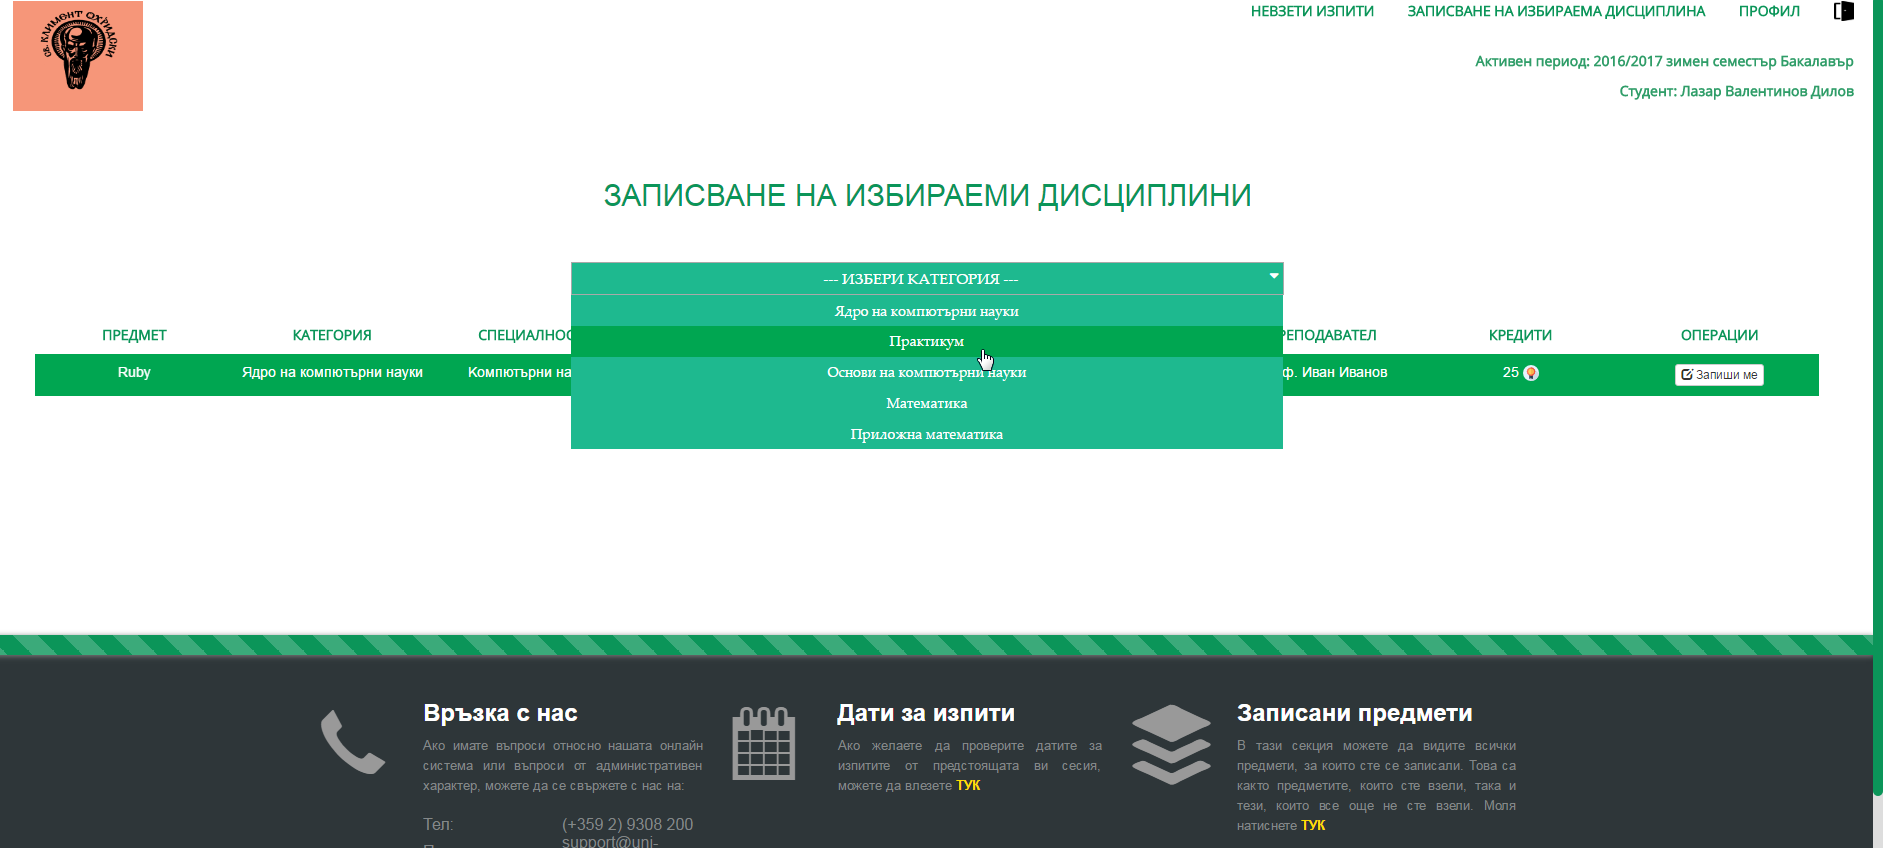 СВ. КЛИМЕНТ ОХРИДСКИ
НЕВЗЕТИ ИЗПИТИ ЗАПИСВАНЕ НА ИЗБИРАЕМА ДИСЦИПЛИНА ПРОФИЛ
Активен период: 2016/2017 зимен семестър Бакалавър
Студент: Лазар Валентинов Дилов
ЗАПИСВАНЕ НА ИЗБИРАЕМИ ДИСЦИПЛИНИ
--- ИЗБЕРИ КАТЕГОРИЯ ---
Ядро на компютърни науки
Практикум
Основи на компютърни науки
Математика
Приложна математика
ПРЕДМЕТ КАТЕГОРИЯ СПЕЦИАЛНОС РЕПОДАВАТЕЛ КРЕДИТИ ОПЕРАЦИИ
Ruby Ядро на компютърни науки Компютърни на ф. Иван Иванов 25 Запиши ме
Връзка с нас
Ако имате въпроси относно нашата онлайн
система или въпроси от административен
характер, можете да се свържете с нас на:
Тел: (+359 2) 9308 200
support@uni-
Дати за изпити
Ако желаете да проверите датите за
изпитите от предстоящата ви сесия,
можете да влезете ТУК
Записани предмети
В тази секция можете да видите всички
предмети, за които сте се записали. Това са
както предметите, които сте взели, така и
тези, които все още не сте взели. Моля
натиснете ТУК